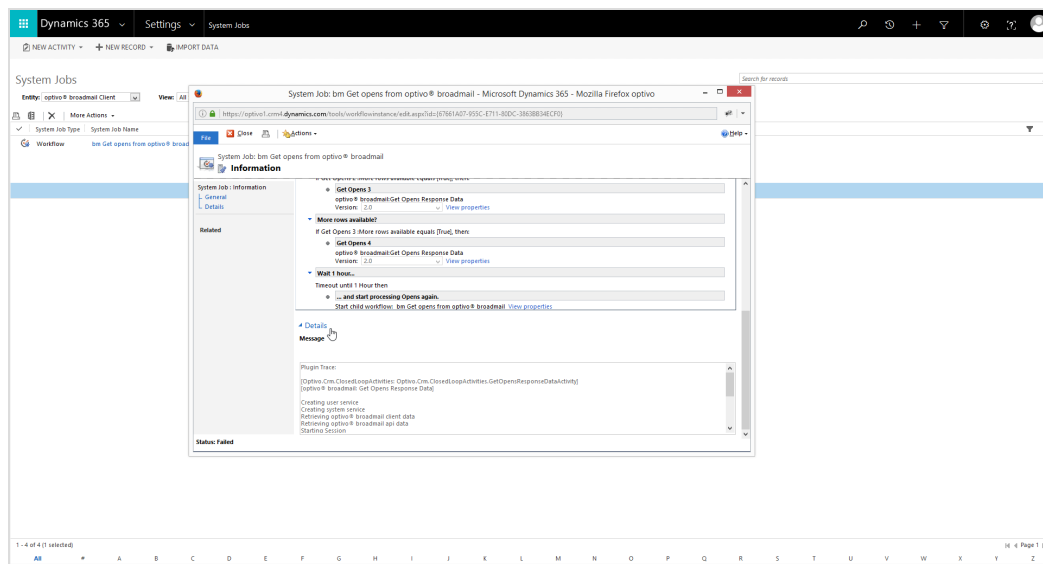 Dynamics 365 Settings System Jobs
NEW ACTIVITY NEW RECORD IMPORT DATA
System Jobs
Search for records
Entity: optivo® broadmail Client View: All
More Actions
System Job Type System Job Name
Workflow bm Get opens from optivo® broad
System Job: bm Get opens from optivo® broadmail - Microsoft Dynamics 365 - Mozilla Firefox optivo
https://optivo1.crm4.dynamics.com/tools/workflowinstance/edit.aspx?id={67661A07-955C-E711-80DC-3863BB34ECF0}
File Close Actions Help
System Job: bm Get opens from optivo® broadmail
Information
System Job : Information
General
Details
Related
If Get Opens 2 :More rows available equals [True], then:
Get Opens 3
optivo® broadmail:Get Opens Response Data
Version: 2.0 View properties
More rows available?
If Get Opens 3 :More rows available equals [True], then:
Get Opens 4
optivo® broadmail:Get Opens Response Data
Version: 2.0 View properties
Wait 1 hour...
Timeout until 1 Hour then
... and start processing Opens again.
Start child workflow: bm Get opens from optivo® broadmail View properties
Details
Message
Plugin Trace:
[Optivo.Crm.ClosedLoopActivities: Optivo.Crm.ClosedLoopActivities.GetOpensResponseDataActivity]
[optivo® broadmail: Get Opens Response Data]
Creating user service
Creating system service
Retrieving optivo® broadmail client data
Retrieving optivo® broadmail api data
Starting Session
Status: Failed
1 - 4 of 4 (1 selected) Page 1
All # A B C D E F G H I J K L M N O P Q R S T U V W X Y Z